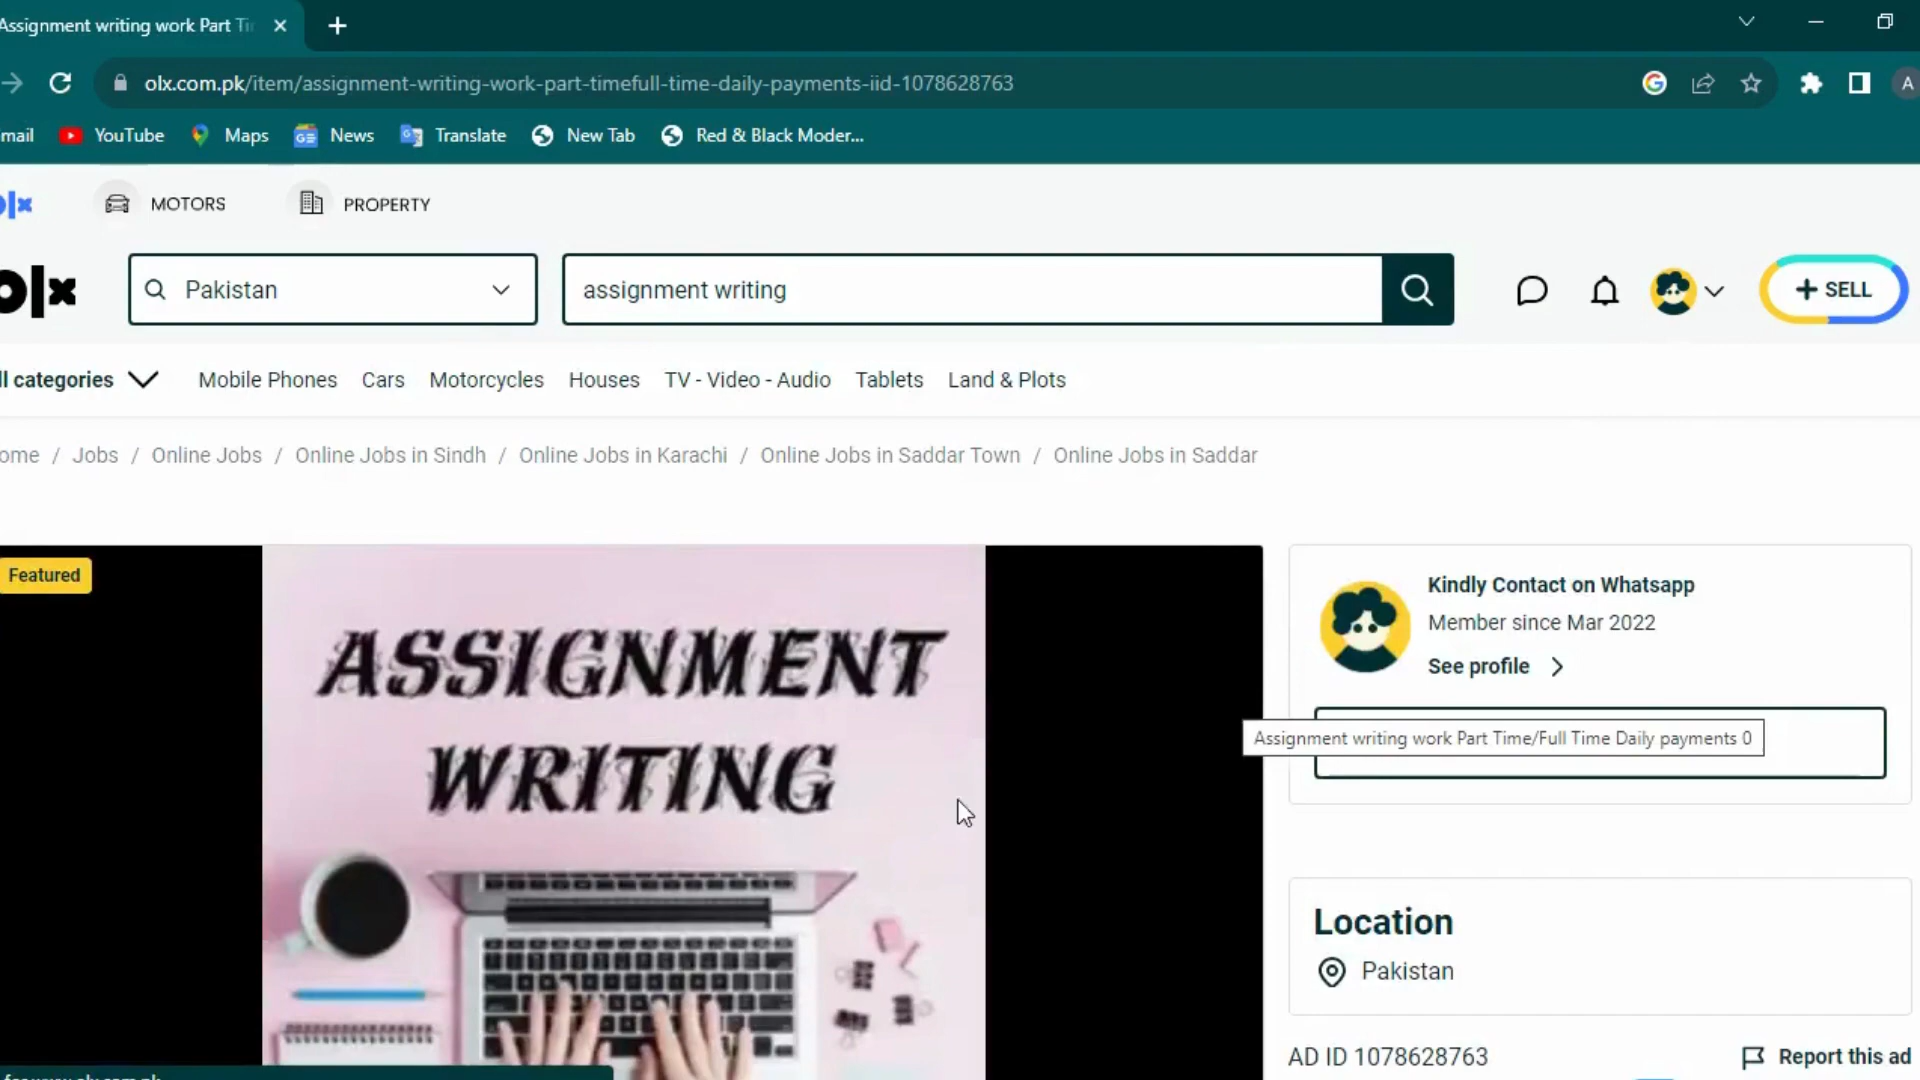 Assignment writing work Part Ti
olx.com.pk/item/assignment-writing-work-part-timefull-time-daily-payments-iid-1078628763
A
mail
YouTube
Maps
News
Translate
New Tab
Red & Black Moder...
olx
MOTORS
PROPERTY
olx
Pakistan
assignment writing
+ SELL
ll categories
Mobile Phones
Cars
Motorcycles
Houses
TV - Video - Audio
Tablets
Land & Plots
ome / Jobs / Online Jobs / Online Jobs in Sindh / Online Jobs in Karachi / Online Jobs in Saddar Town / Online Jobs in Saddar
Featured
ASSIGNMENT
WRITING
Kindly Contact on Whatsapp
Member since Mar 2022
See profile
Assignment writing work Part Time/Full Time Daily payments 0
Location
Pakistan
AD ID 1078628763
Report this ad